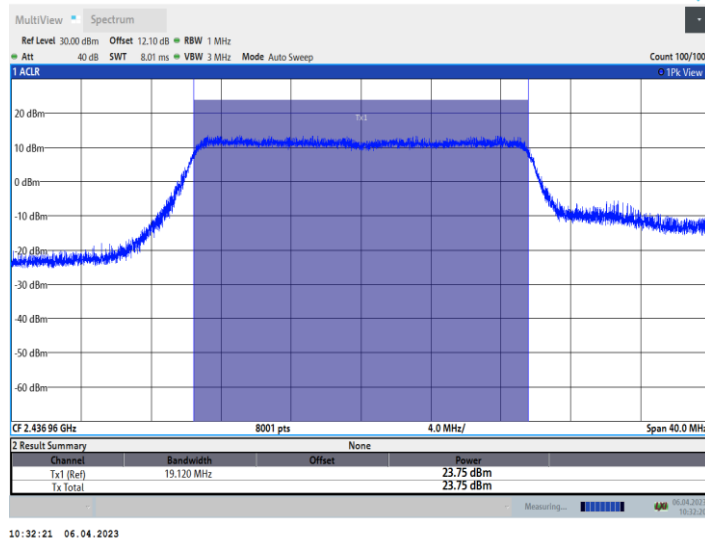 MultiView Spectrum
Ref Level 30.00 dBm Offset 12.10 dB RBW 1 MHz
Att 40 dB SWT 8.01 ms VBW 3 MHz Mode Auto Sweep Count 100/100
1 ACLR 1Pk View
Tx1
20 dBm
10 dBm
0 dBm
-10 dBm
-20 dBm
-30 dBm
-40 dBm
-50 dBm
-60 dBm
CF 2.436 96 GHz 8001 pts 4.0 MHz/ Span 40.0 MHz
2 Result Summary None
Channel Bandwidth Offset Power
Tx1 (Ref) 19.120 MHz 23.75 dBm
Tx Total 23.75 dBm
Measuring... 06.04.2023
10:32:20
10:32:21 06.04.2023